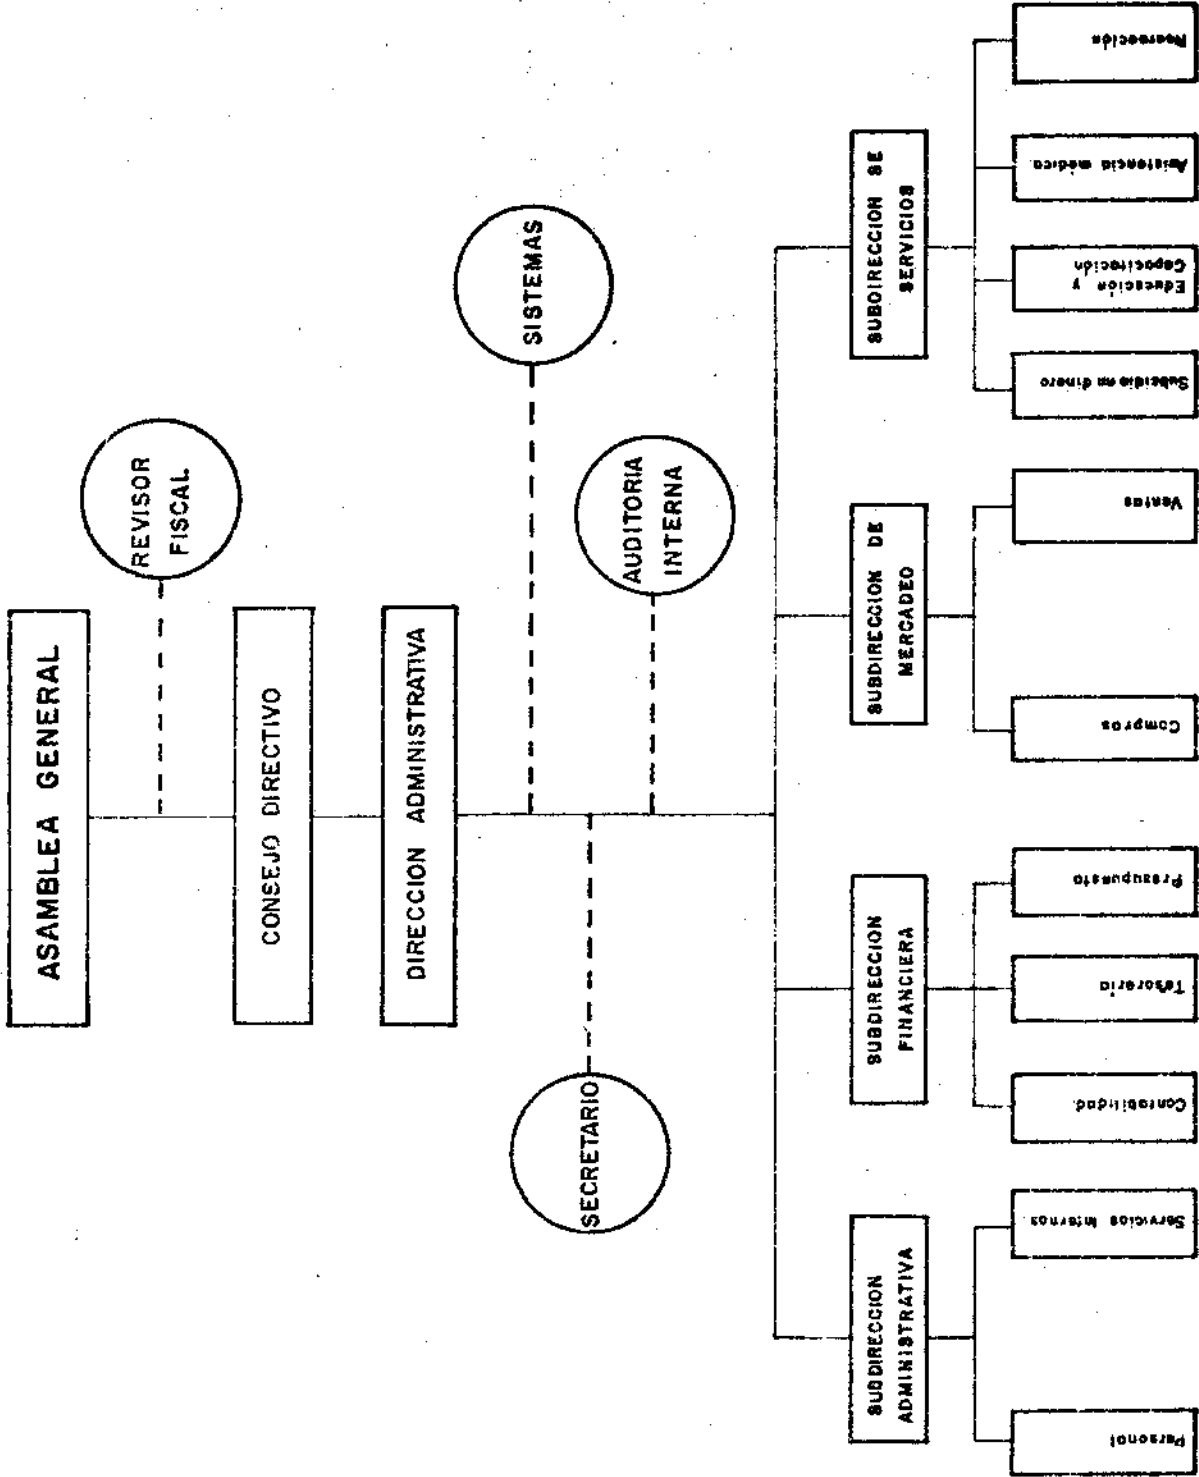 ASAMBLEA GENERAL
REVISOR
FISCAL
CONSEJO DIRECTIVO
DIRECCION ADMINISTRATIVA
SISTEMAS
SECRETARIO
AUDITORIA
INTERNA
SUBDIRECCION
ADMINISTRATIVA
SUBDIRECCION
FINANCIERA
SUBDIRECCION DE
MERCADEO
SUBDIRECCION SE
SERVICIOS
Personal
Servicios Internos
Contabilidad
Tesorería
Presupuesto
Compras
Ventas
Subsidio en dinero
Educación y
Capacitación
Asistencia médica
Recreación